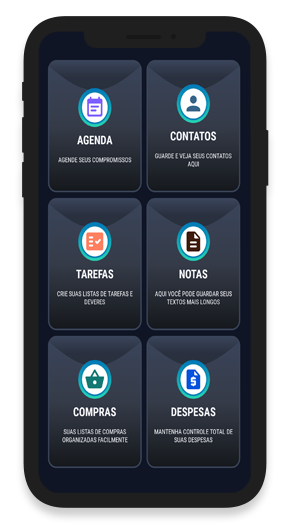 AGENDA
AGENDE SEUS COMPROMISSOS
CONTATOS
GUARDE E VEJA SEUS CONTATOS
AQUI
TAREFAS
CRIE SUAS LISTAS DE TAREFAS E
DEVERES
NOTAS
AQUI VOCÊ PODE GUARDAR SEUS
TEXTOS MAIS LONGOS
COMPRAS
SUAS LISTAS DE COMPRAS
ORGANIZADAS FACILMENTE
DESPESAS
MANTENHA CONTROLE TOTAL DE
SUAS DESPESAS